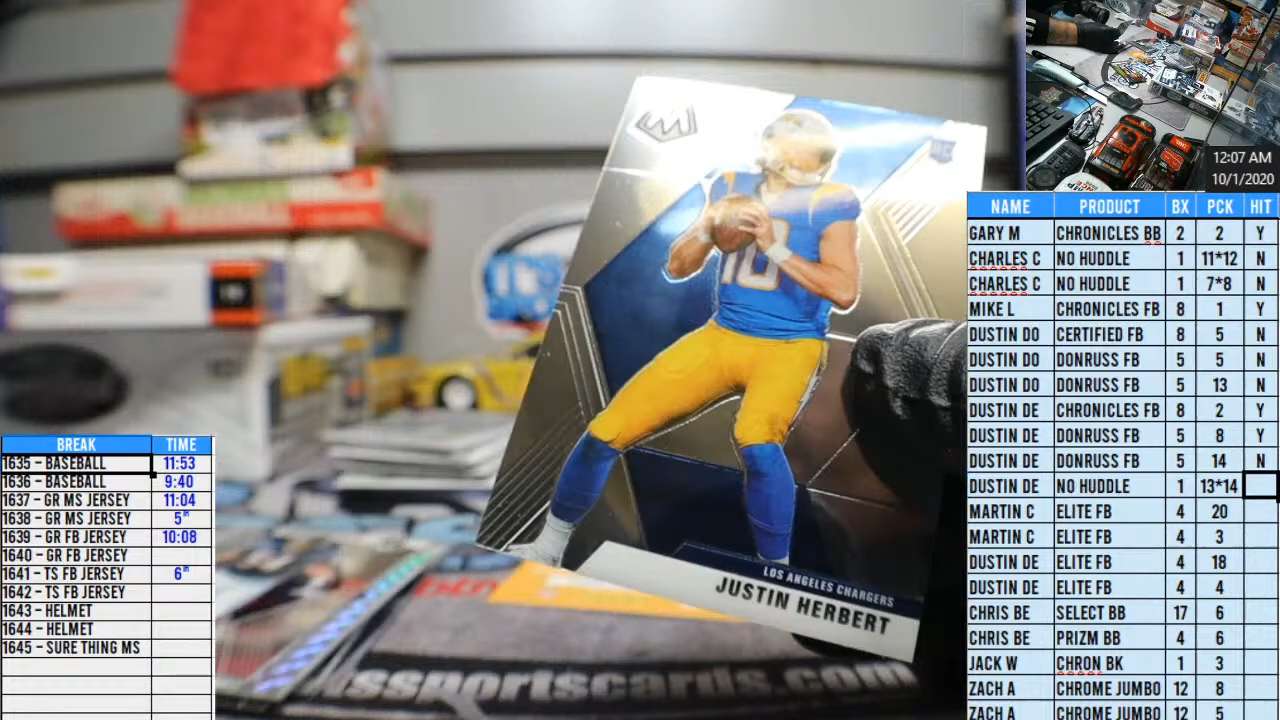 12:07 AM
10/1/2020
NAME PRODUCT BX PCK HIT
GARY M CHRONICLES BB 2 2 Y
CHARLES C NO HUDDLE 1 11*12 N
CHARLES C NO HUDDLE 1 7*8 N
MIKE L CHRONICLES FB 8 1 Y
DUSTIN DO CERTIFIED FB 8 5 N
DUSTIN DO DONRUSS FB 5 5 N
DUSTIN DO DONRUSS FB 5 13 N
DUSTIN DE CHRONICLES FB 8 2 Y
DUSTIN DE DONRUSS FB 5 8 Y
DUSTIN DE DONRUSS FB 5 14 N
DUSTIN DE NO HUDDLE 1 13*14
MARTIN C ELITE FB 4 20
MARTIN C ELITE FB 4 3
DUSTIN DE ELITE FB 4 18
DUSTIN DE ELITE FB 4 4
CHRIS BE SELECT BB 17 6
CHRIS BE PRIZM BB 4 6
JACK W CHRON BK 1 3
ZACH A CHROME JUMBO 12 8
ZACH A CHROME JUMBO 12 5
BREAK TIME
1635 - BASEBALL 11:53
1636 - BASEBALL 9:40
1637 - GR MS JERSEY 11:04
1638 - GR MS JERSEY 5TH
1639 - GR FB JERSEY 10:08
1640 - GR FB JERSEY
1641 - TS FB JERSEY 6TH
1642 - TS FB JERSEY
1643 - HELMET
1644 - HELMET
1645 - SURE THING MS
RC
10
LOS ANGELES CHARGERS
JUSTIN HERBERT
tssportscards.com